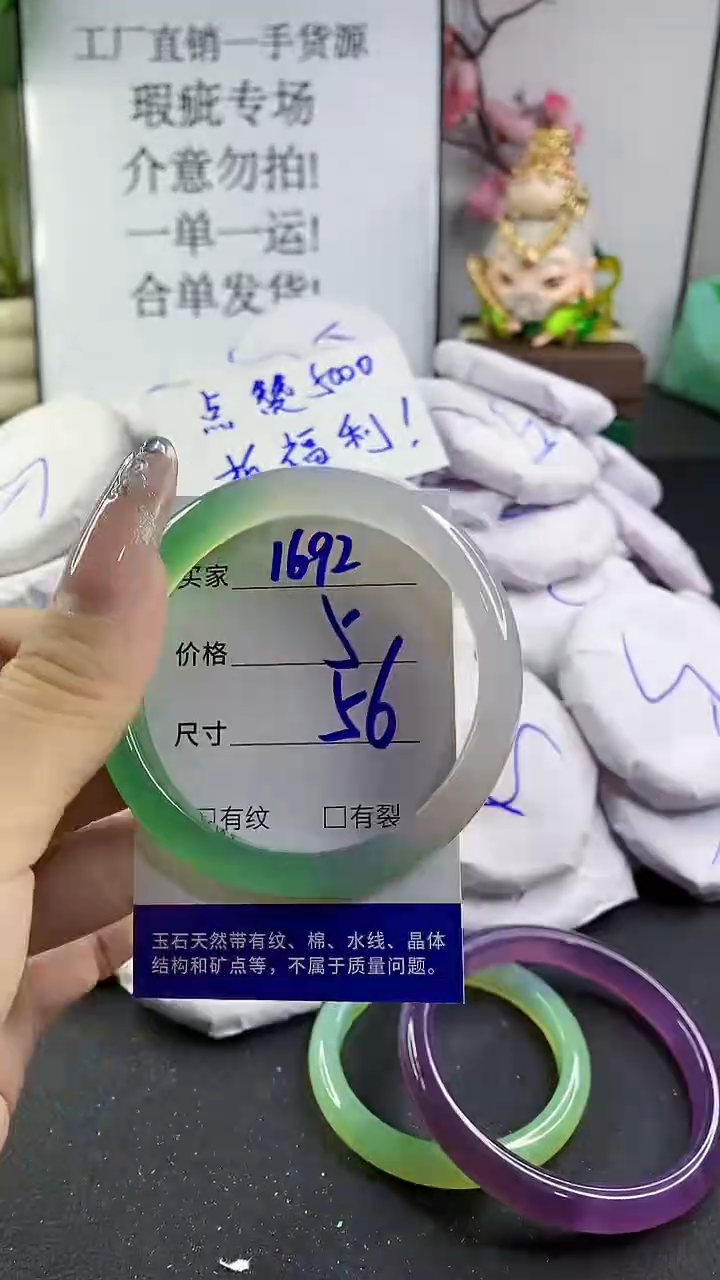 工厂直销一手货源
瑕疵专场
介意勿拍!
一单一运!
合单发货!
点赞5000
福利!
买家 1692
价格 5
尺寸 56
□有纹 □有裂
玉石天然带有纹、棉、水线、晶体
结构和矿点等，不属于质量问题。